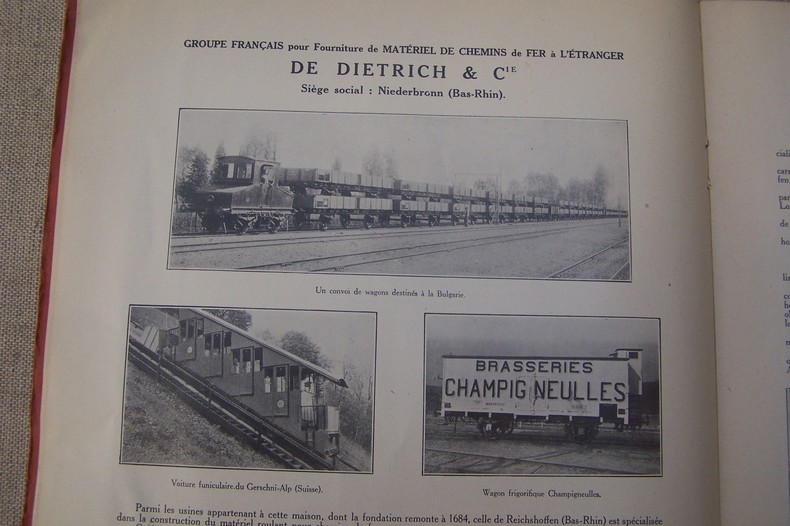 GROUPE FRANÇAIS pour Fourniture de MATÉRIEL DE CHEMINS de FER à L'ÉTRANGER
DE DIETRICH & CIE
Siège social : Niederbronn (Bas-Rhin).
Un convoi de wagons destinés à la Bulgarie.
BRASSERIES
CHAMPIGNEULLES
Voiture funiculaire du Gerschni-Alp (Suisse).
Wagon frigorifique Champigneulles.
Parmi les usines appartenant à cette maison, dont la fondation remonte à 1684, celle de Reichshoffen (Bas-Rhin) est spécialisée
dans la construction du matériel roulant pour